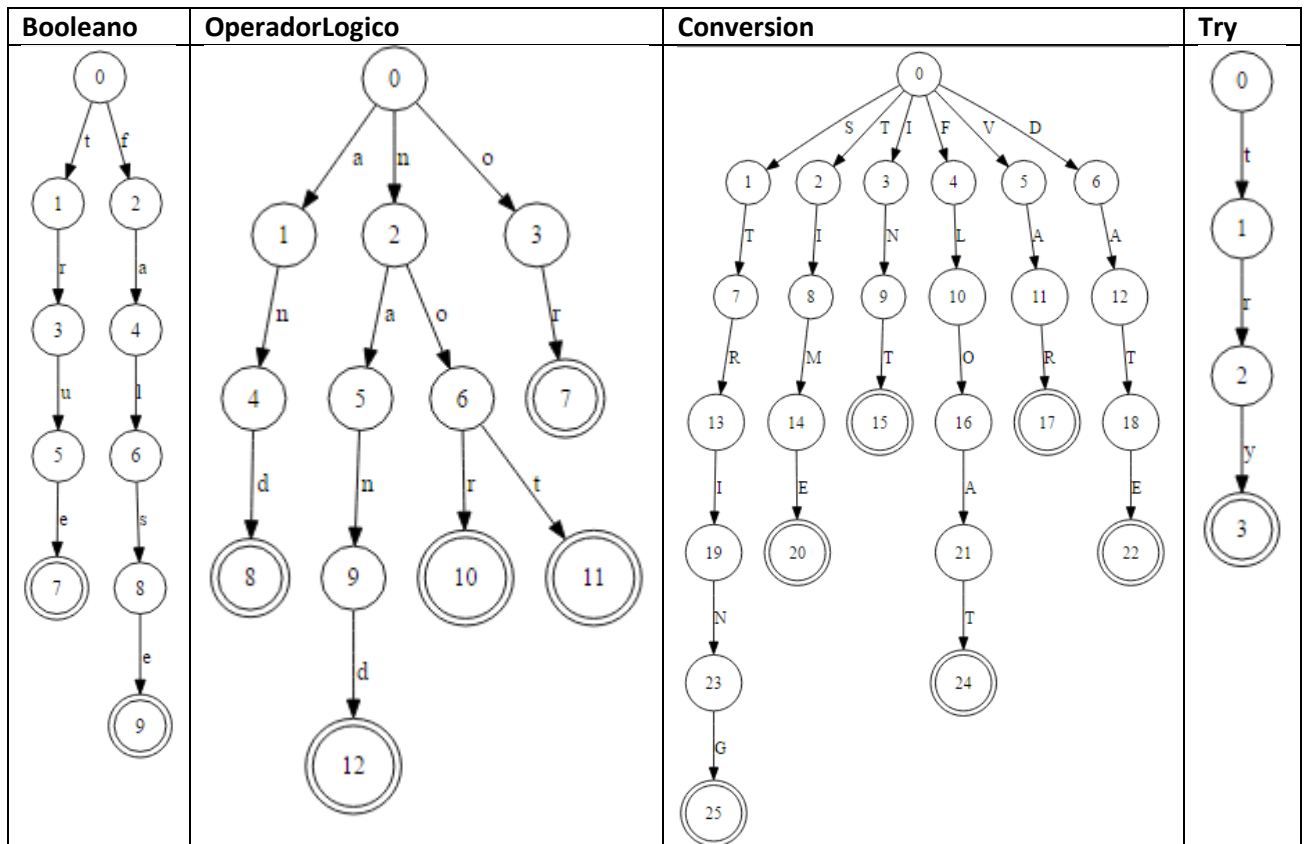 Booleano OperadorLogico Conversion Try
0
t f
1 2
r a
3 4
u l
5 6
e s
7 8
e
9
0
a n o
1 2 3
n a o r
4 5 6 7
d n r t
8 9 10 11
d
12
0
S T I F V D
1 2 3 4 5 6
T I N L A A
7 8 9 10 11 12
R M T O R T
13 14 15 16 17 18
I E A E
19 20 21 22
N T
23 24
G
25
0
t
1
r
2
y
3